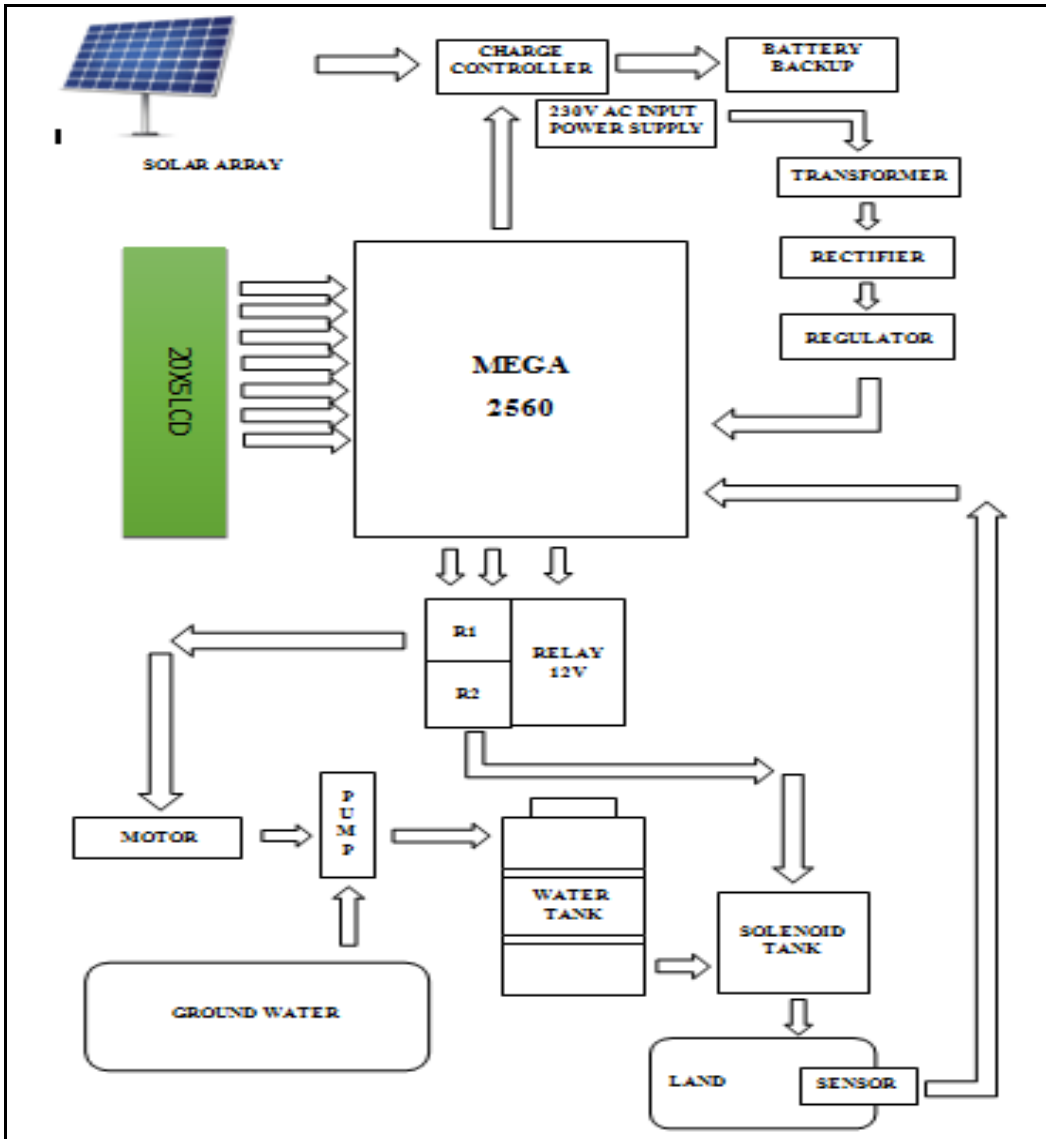 CHARGE
CONTROLLER
BATTERY
BACKUP
230V AC INPUT
POWER SUPPLY
SOLAR ARRAY
TRANSFORMER
RECTIFIER
REGULATOR
20X5LCD
MEGA
2560
R1
R2
RELAY
12V
MOTOR
P
U
M
P
WATER
TANK
SOLENOID
TANK
GROUND WATER
LAND
SENSOR